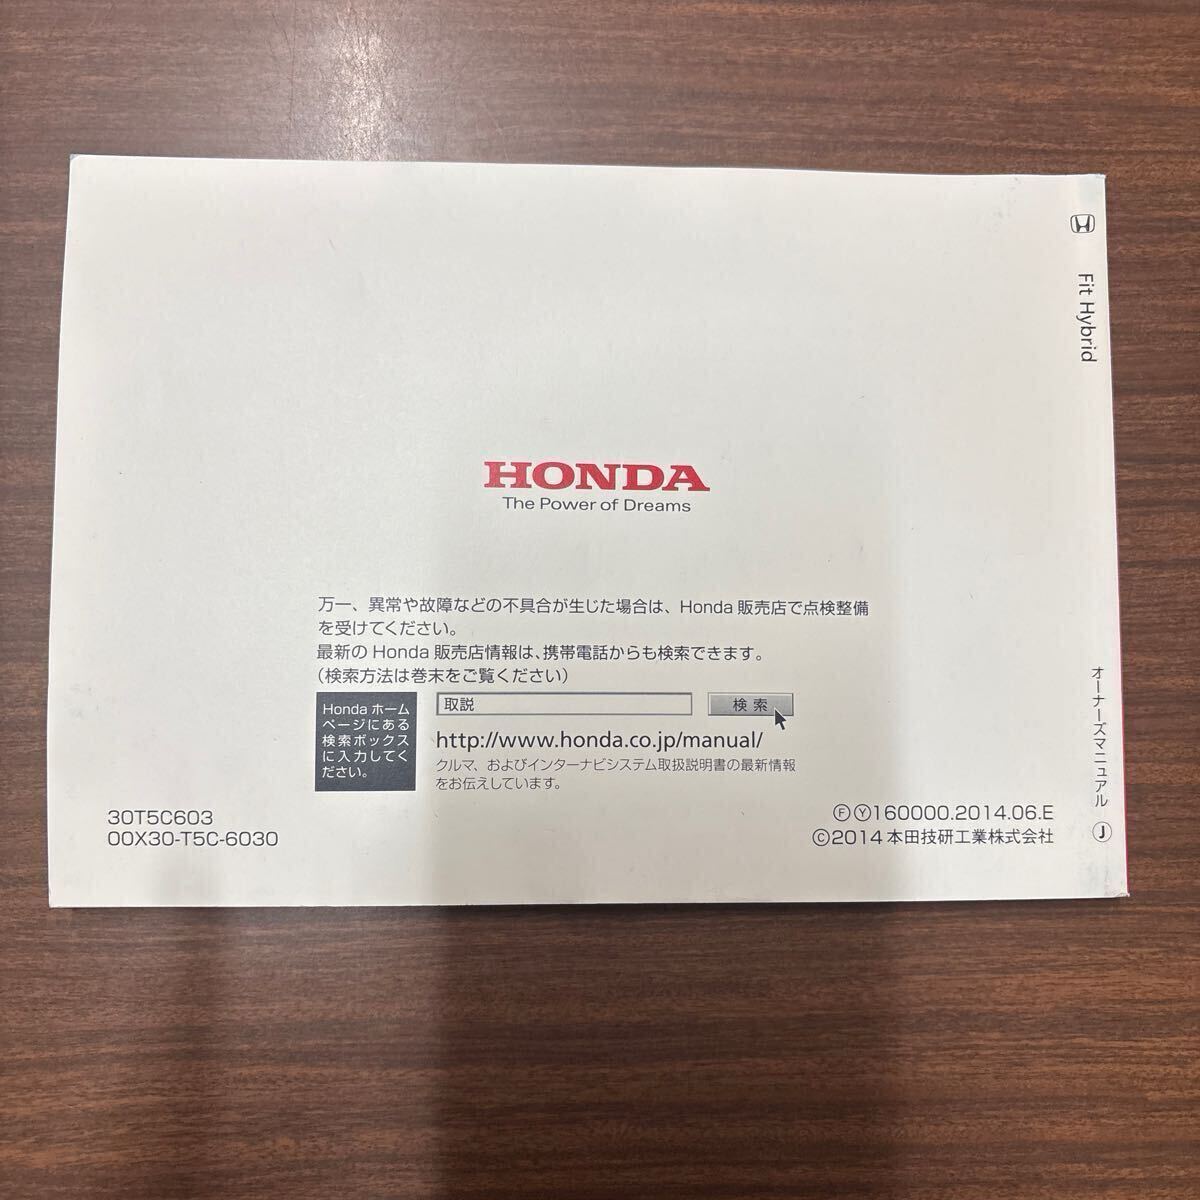 Fit Hybrid
HONDA
The Power of Dreams
万一、異常や故障などの不具合が生じた場合は、Honda 販売店で点検整備
を受けてください。
最新の Honda 販売店情報は、携帯電話からも検索できます。
（検索方法は巻末をご覧ください）
Honda ホーム
ページにある
検索ボックス
に入力してく
ださい。
取説
検 索
http://www.honda.co.jp/manual/
クルマ、およびインターナビシステム取扱説明書の最新情報
をお伝えしています。
30T5C603
00X30-T5C-6030
ⒻⓎ160000.2014.06.E
Ⓒ2014 本田技研工業株式会社
オーナーズマニュアル Ⓙ